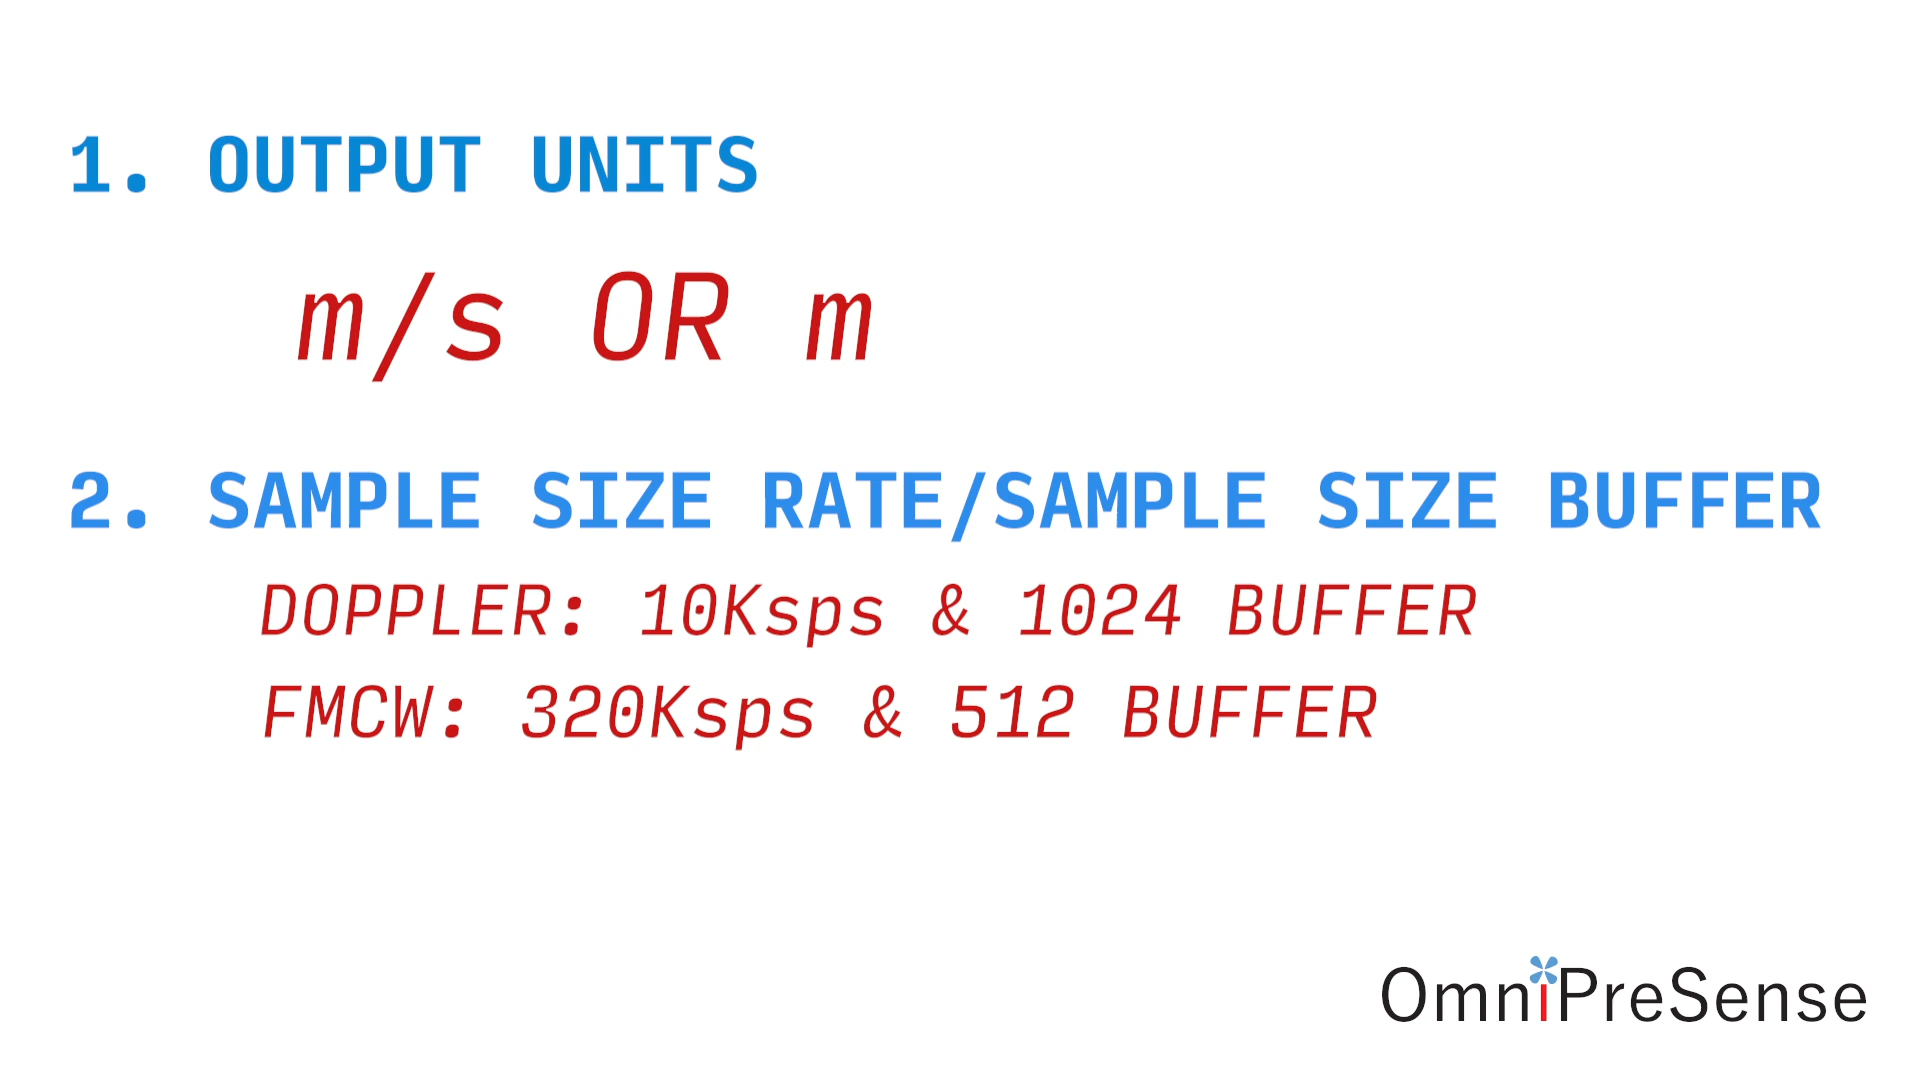 1. OUTPUT UNITS
m/s OR m
2. SAMPLE SIZE RATE/SAMPLE SIZE BUFFER
DOPPLER: 10Ksps & 1024 BUFFER
FMCW: 320Ksps & 512 BUFFER
OmniPreSense